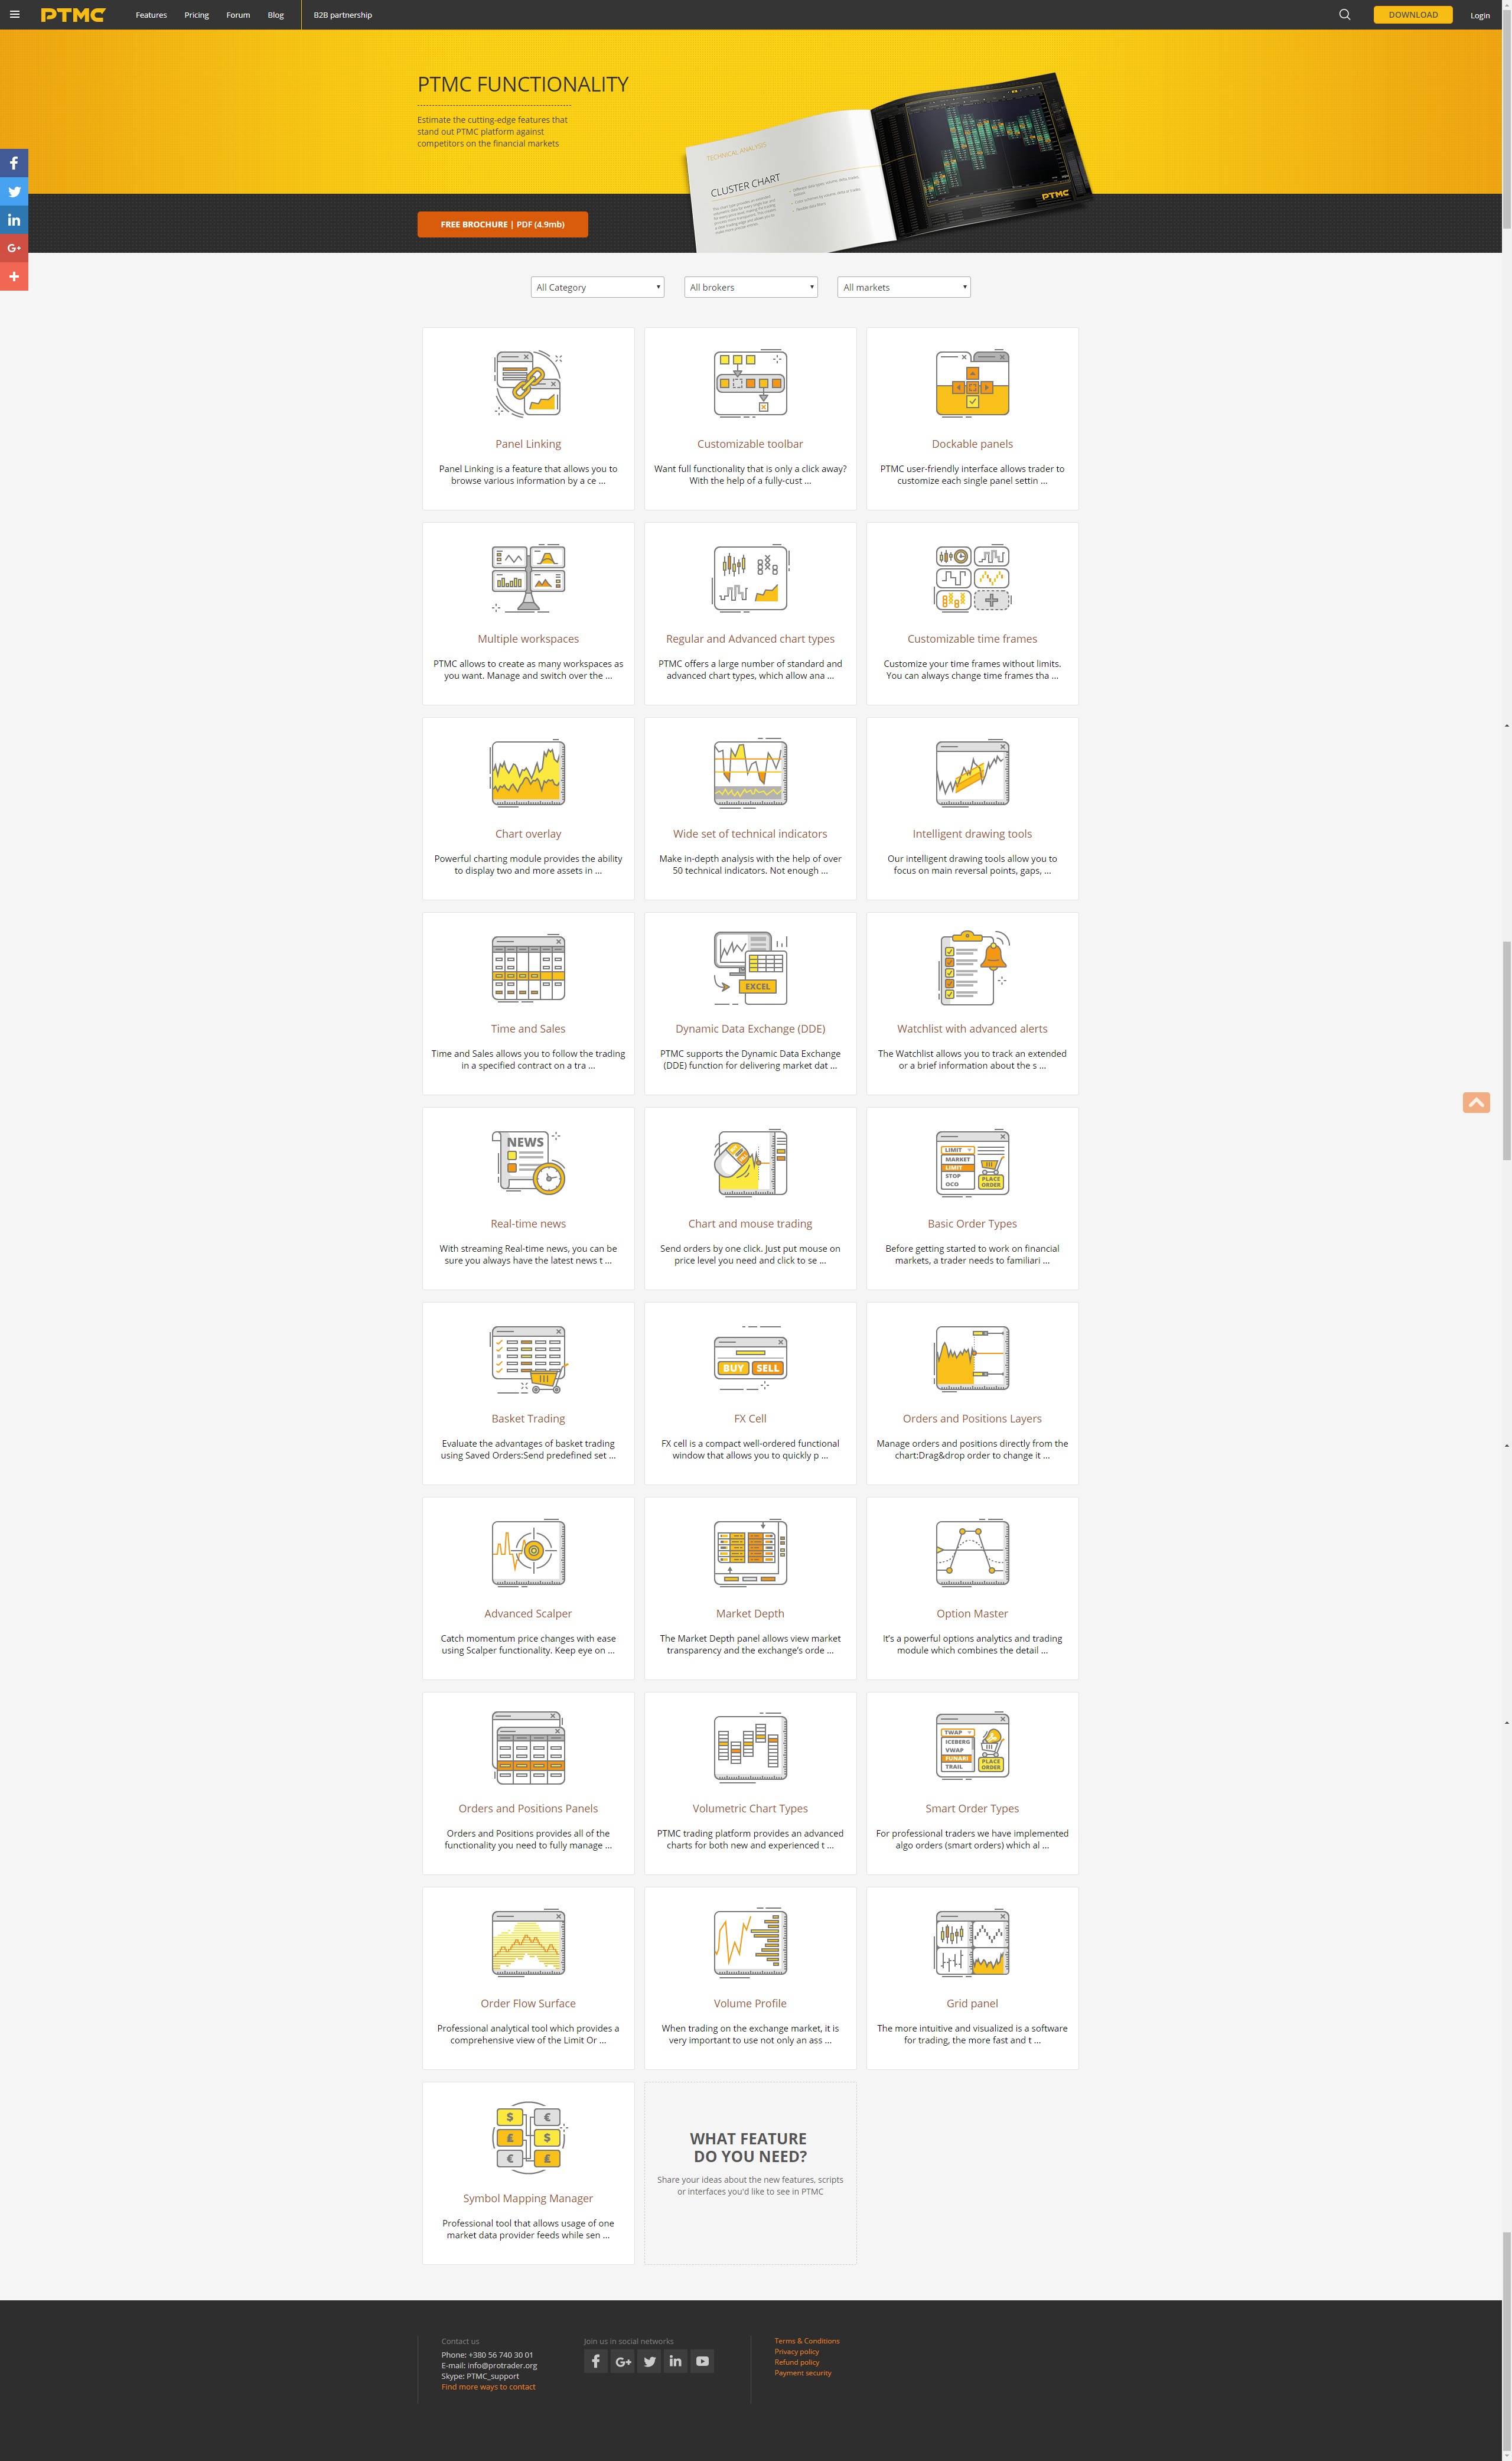 PTMC
Features
Pricing
Forum
Blog
B2B partnership
DOWNLOAD
Login
PTMC FUNCTIONALITY
Estimate the cutting-edge features that
stand out PTMC platform against
competitors on the financial markets
TECHNICAL ANALYSIS
CLUSTER CHART
PTMC
FREE BROCHURE | PDF (4.9mb)
All Category
All brokers
All markets
Panel Linking
Panel Linking is a feature that allows you to
browse various information by a ce ...
Customizable toolbar
Want full functionality that is only a click away?
With the help of a fully-cust ...
Dockable panels
PTMC user-friendly interface allows trader to
customize each single panel settin ...
Multiple workspaces
PTMC allows to create as many workspaces as
you want. Manage and switch over the ...
Regular and Advanced chart types
PTMC offers a large number of standard and
advanced chart types, which allow ana ...
Customizable time frames
Customize your time frames without limits.
You can always change time frames tha ...
Chart overlay
Powerful charting module provides the ability
to display two and more assets in ...
Wide set of technical indicators
Make in-depth analysis with the help of over
50 technical indicators. Not enough ...
Intelligent drawing tools
Our intelligent drawing tools allow you to
focus on main reversal points, gaps, ...
Time and Sales
Time and Sales allows you to follow the trading
in a specified contract on a tra ...
EXCEL
Dynamic Data Exchange (DDE)
PTMC supports the Dynamic Data Exchange
(DDE) function for delivering market dat ...
Watchlist with advanced alerts
The Watchlist allows you to track an extended
or a brief information about the s ...
NEWS
Real-time news
With streaming Real-time news, you can be
sure you always have the latest news t ...
Chart and mouse trading
Send orders by one click. Just put mouse on
price level you need and click to se ...
LIMIT
MARKET
LIMIT
STOP
OCO
PLACE
ORDER
Basic Order Types
Before getting started to work on financial
markets, a trader needs to familiari ...
Basket Trading
Evaluate the advantages of basket trading
using Saved Orders:Send predefined set ...
BUY
SELL
FX Cell
FX cell is a compact well-ordered functional
window that allows you to quickly p ...
Orders and Positions Layers
Manage orders and positions directly from the
chart:Drag&drop order to change it ...
Advanced Scalper
Catch momentum price changes with ease
using Scalper functionality. Keep eye on ...
Market Depth
The Market Depth panel allows view market
transparency and the exchange's orde ...
Option Master
It's a powerful options analytics and trading
module which combines the detail ...
Orders and Positions Panels
Orders and Positions provides all of the
functionality you need to fully manage ...
Volumetric Chart Types
PTMC trading platform provides an advanced
charts for both new and experienced t ...
TWAP
ICEBERG
VWAP
FUNARI
TRAIL
PLACE
ORDER
Smart Order Types
For professional traders we have implemented
algo orders (smart orders) which al ...
Order Flow Surface
Professional analytical tool which provides a
comprehensive view of the Limit Or ...
Volume Profile
When trading on the exchange market, it is
very important to use not only an ass ...
Grid panel
The more intuitive and visualized is a software
for trading, the more fast and t ...
$ €
£ $
€ £
Symbol Mapping Manager
Professional tool that allows usage of one
market data provider feeds while sen ...
WHAT FEATURE
DO YOU NEED?
Share your ideas about the new features, scripts
or interfaces you'd like to see in PTMC
Contact us
Phone: +380 56 740 30 01
E-mail: info@protrader.org
Skype: PTMC_support
Find more ways to contact
Join us in social networks
Terms & Conditions
Privacy policy
Refund policy
Payment security